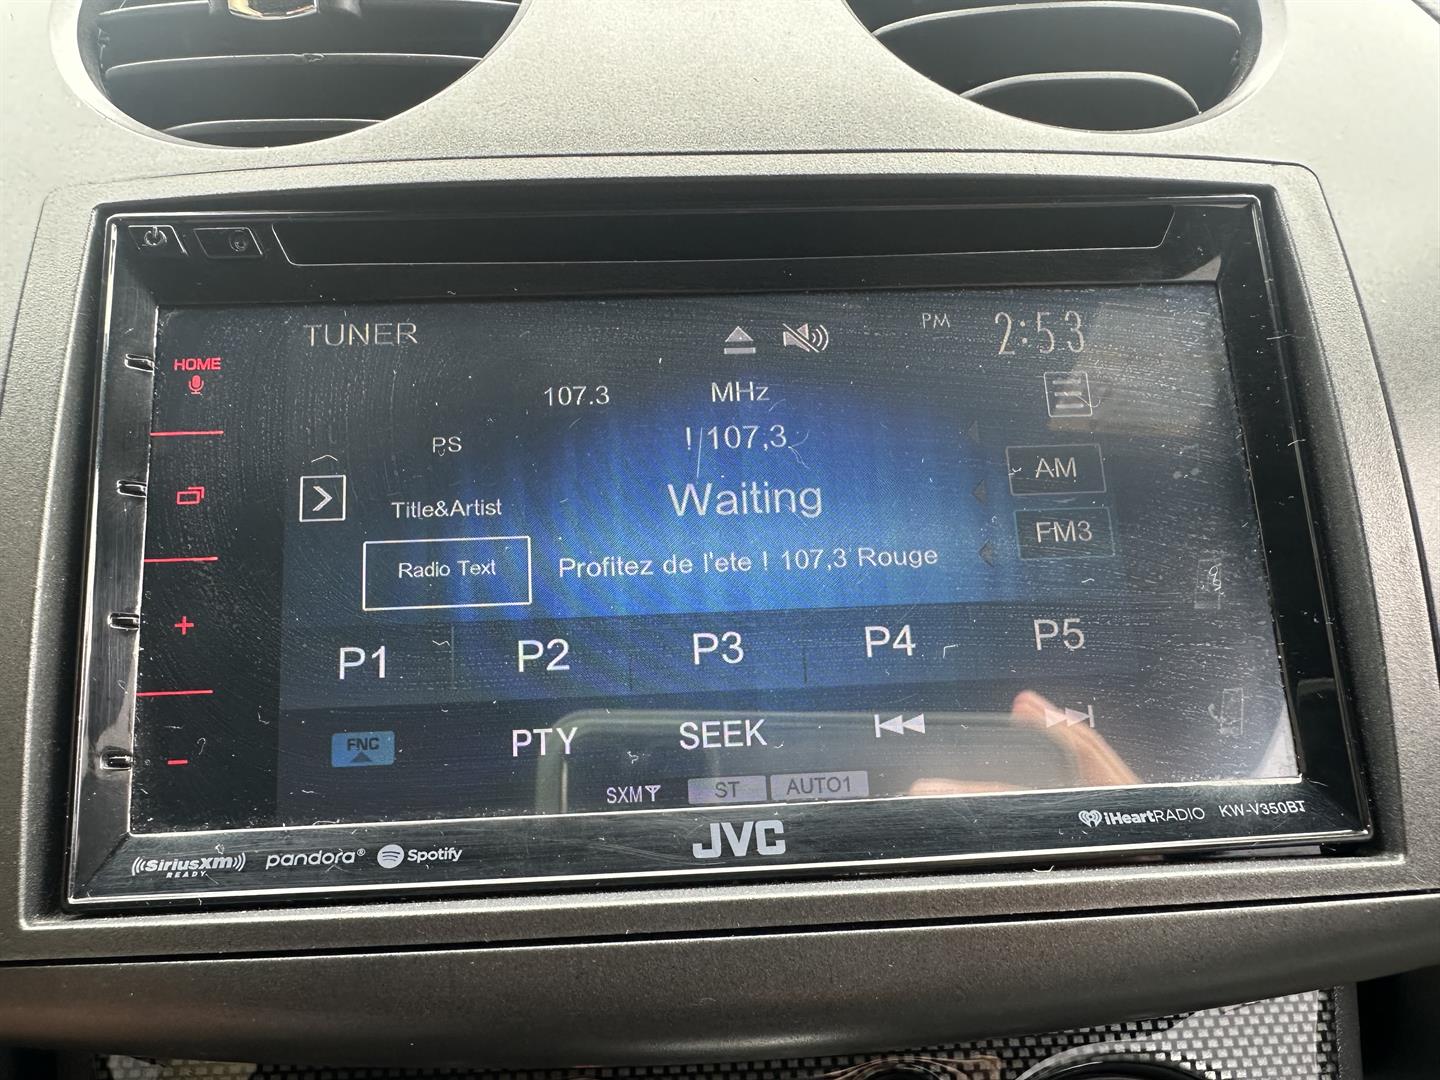 TUNER
PM 2:53
HOME
107.3 MHz
PS ! 107,3
AM
Title&Artist Waiting
FM3
Radio Text Profitez de l'ete ! 107,3 Rouge
+
P1 P2 P3 P4 P5
-
FNC PTY SEEK
SXM ST AUTO1
((SiriusXM)) READY pandora® Spotify JVC iHeartRADIO KW-V350BT